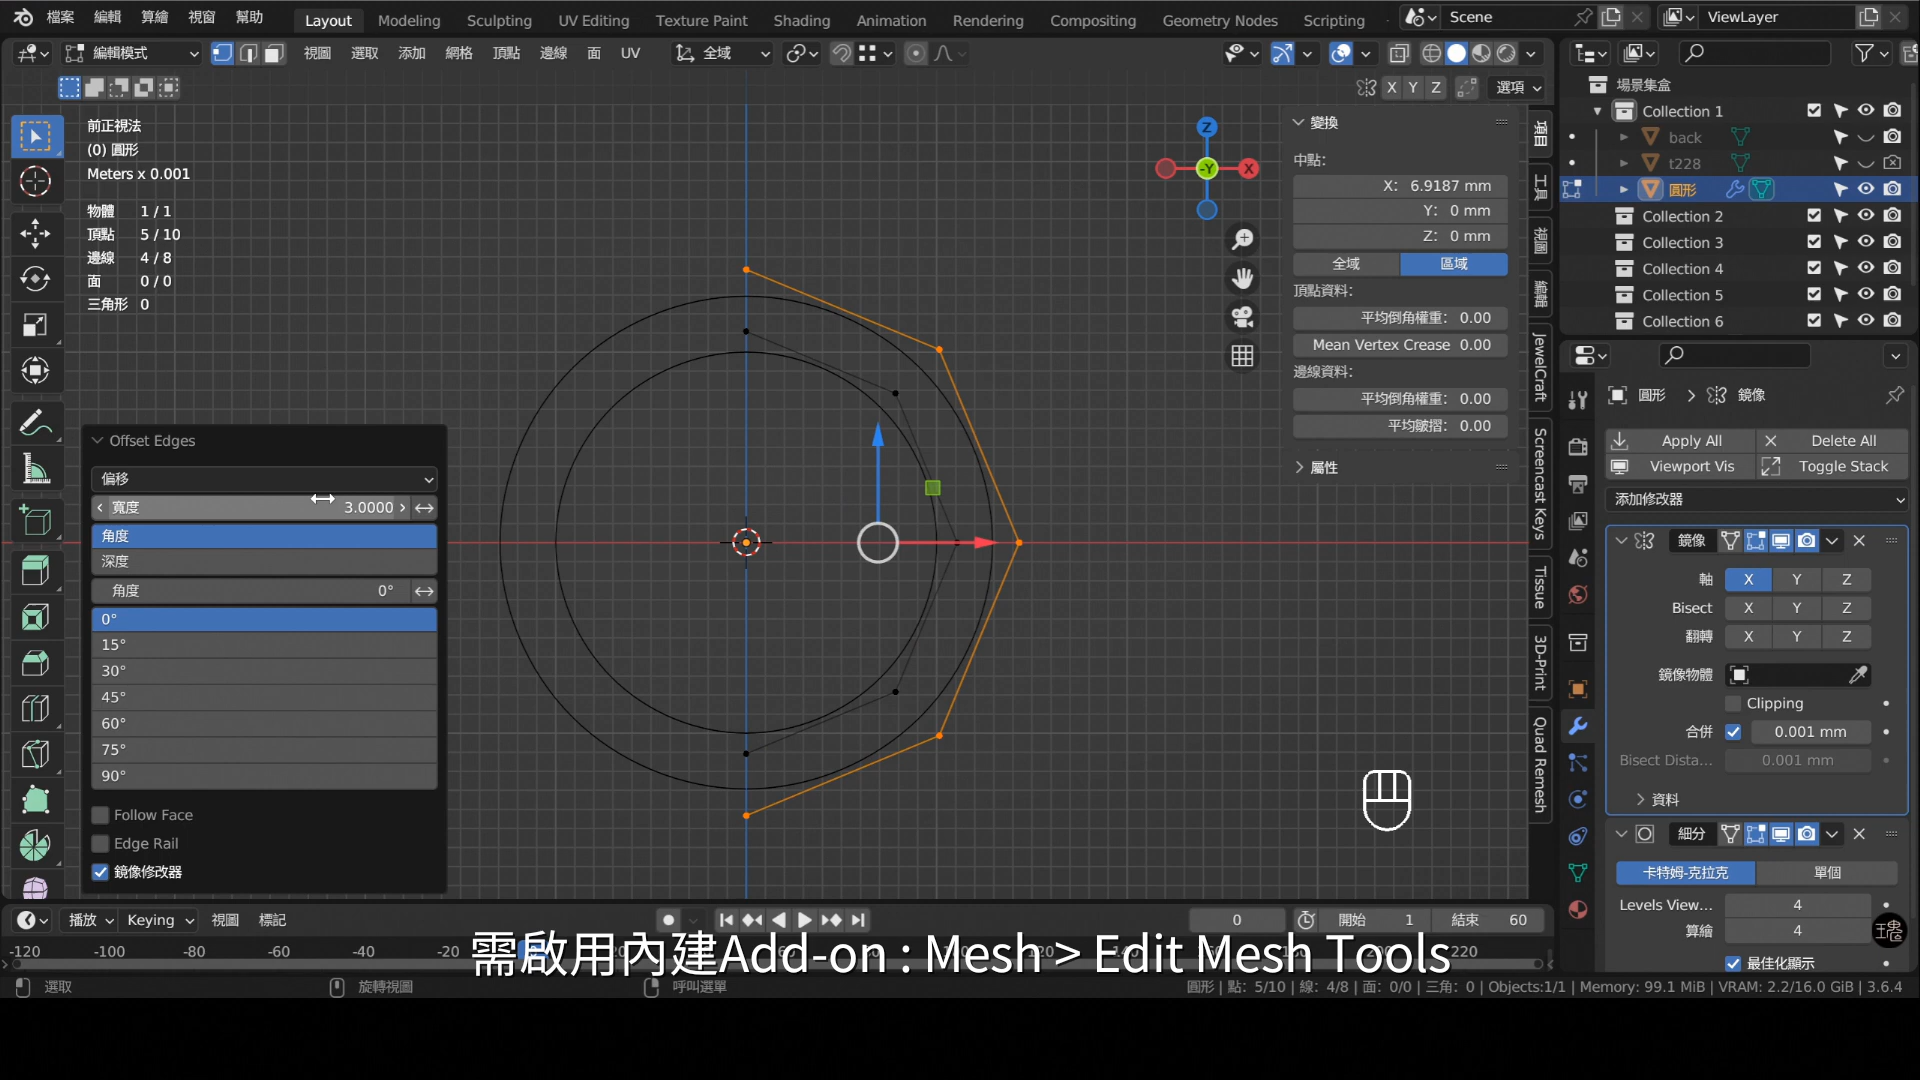 檔案 編輯 算繪 視窗 幫助 Layout Modeling Sculpting UV Editing Texture Paint Shading Animation Rendering Compositing Geometry Nodes Scripting Scene ViewLayer
編輯模式 視圖 選取 添加 網格 頂點 邊線 面 UV 全域
X Y Z 選項
前正視法
(0) 圓形
Meters x 0.001
物體 1 / 1
頂點 5 / 10
邊線 4 / 8
面 0 / 0
三角形 0
Offset Edges
偏移
寬度 3.0000
角度
深度
角度 0°
0°
15°
30°
45°
60°
75°
90°
Follow Face
Edge Rail
鏡像修改器
Z
-Y
X
變換
中點:
X: 6.9187 mm
Y: 0 mm
Z: 0 mm
全域 區域
頂點資料:
平均倒角權重: 0.00
Mean Vertex Crease 0.00
邊線資料:
平均倒角權重: 0.00
平均皺摺: 0.00
屬性
項目
工具
視圖
編輯
JewelCraft
Screencast Keys
Tissue
3D-Print
Quad Remesh
場景集盒
Collection 1
back
t228
圓形
Collection 2
Collection 3
Collection 4
Collection 5
Collection 6
圓形 > 鏡像
Apply All Delete All
Viewport Vis Toggle Stack
添加修改器
鏡像
軸 X Y Z
Bisect X Y Z
翻轉 X Y Z
鏡像物體
Clipping
合併 0.001 mm
Bisect Dista... 0.001 mm
資料
細分
卡特姆-克拉克 單個
Levels View... 4
算繪 4
最佳化顯示
播放 Keying 視圖 標記 0 開始 1 結束 60
-120 -100 -80 -60 -40 -20 220
需啟用內建Add-on : Mesh > Edit Mesh Tools
選取 旋轉視圖 呼叫選單 圓形 | 點: 5/10 | 線: 4/8 | 面: 0/0 | 三角: 0 | Objects:1/1 | Memory: 99.1 MiB | VRAM: 2.2/16.0 GiB | 3.6.4